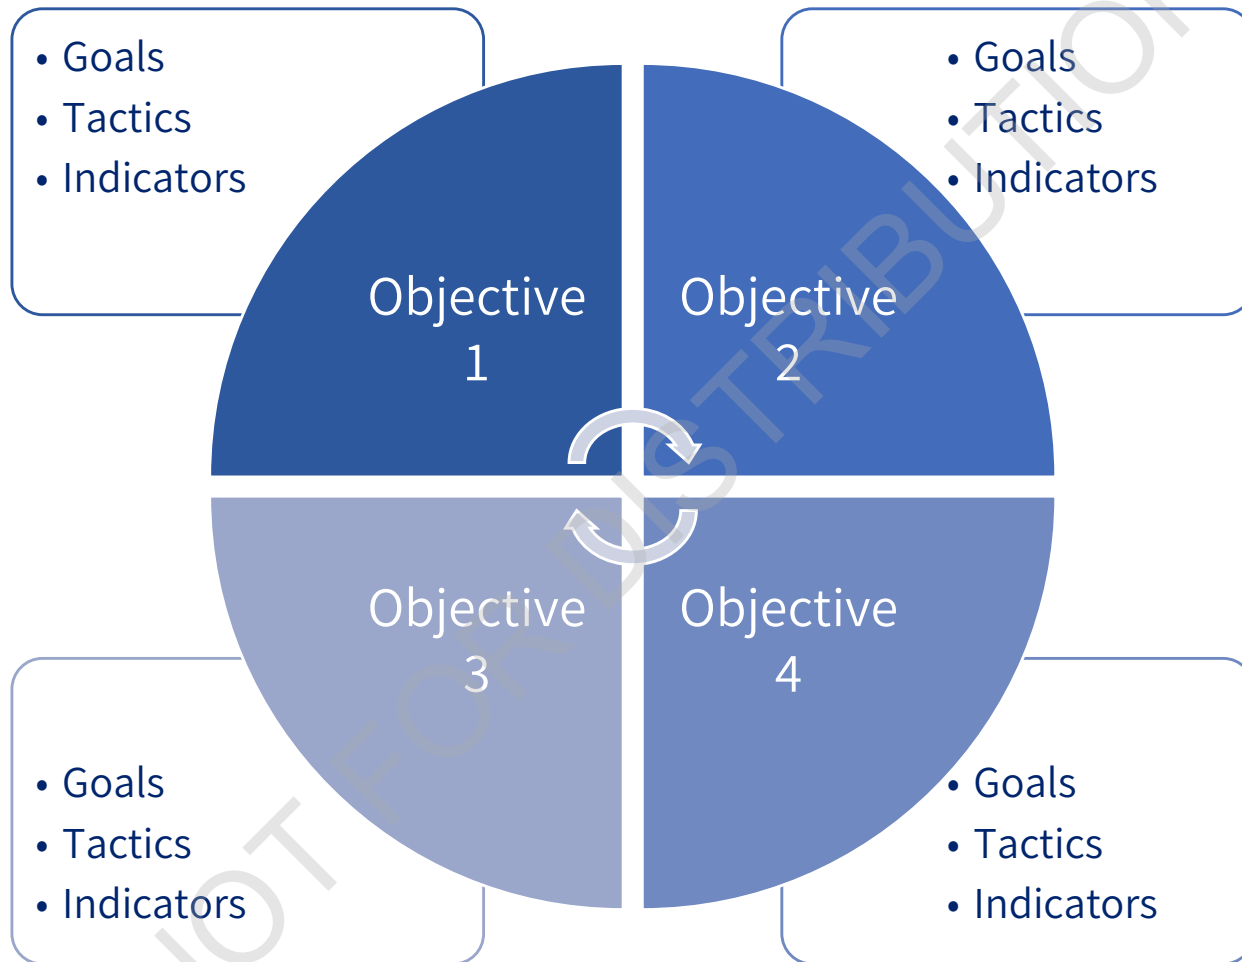 • Goals
• Tactics
• Indicators
• Goals
• Tactics
• Indicators
Objective
1
Objective
2
Objective
3
Objective
4
• Goals
• Tactics
• Indicators
• Goals
• Tactics
• Indicators
NOT FOR DISTRIBUTION